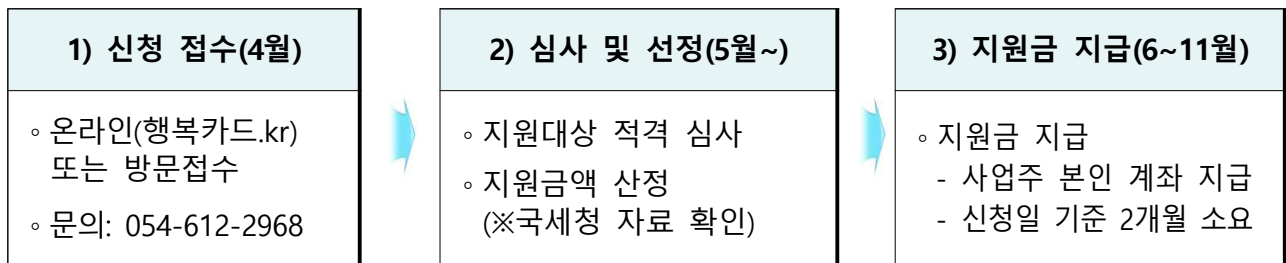 1) 신청 접수(4월)
◦ 온라인(행복카드.kr)
또는 방문접수
◦ 문의: 054-612-2968
2) 심사 및 선정(5월~)
◦ 지원대상 적격 심사
◦ 지원금액 산정
(※국세청 자료 확인)
3) 지원금 지급(6~11월)
◦ 지원금 지급
- 사업주 본인 계좌 지급
- 신청일 기준 2개월 소요